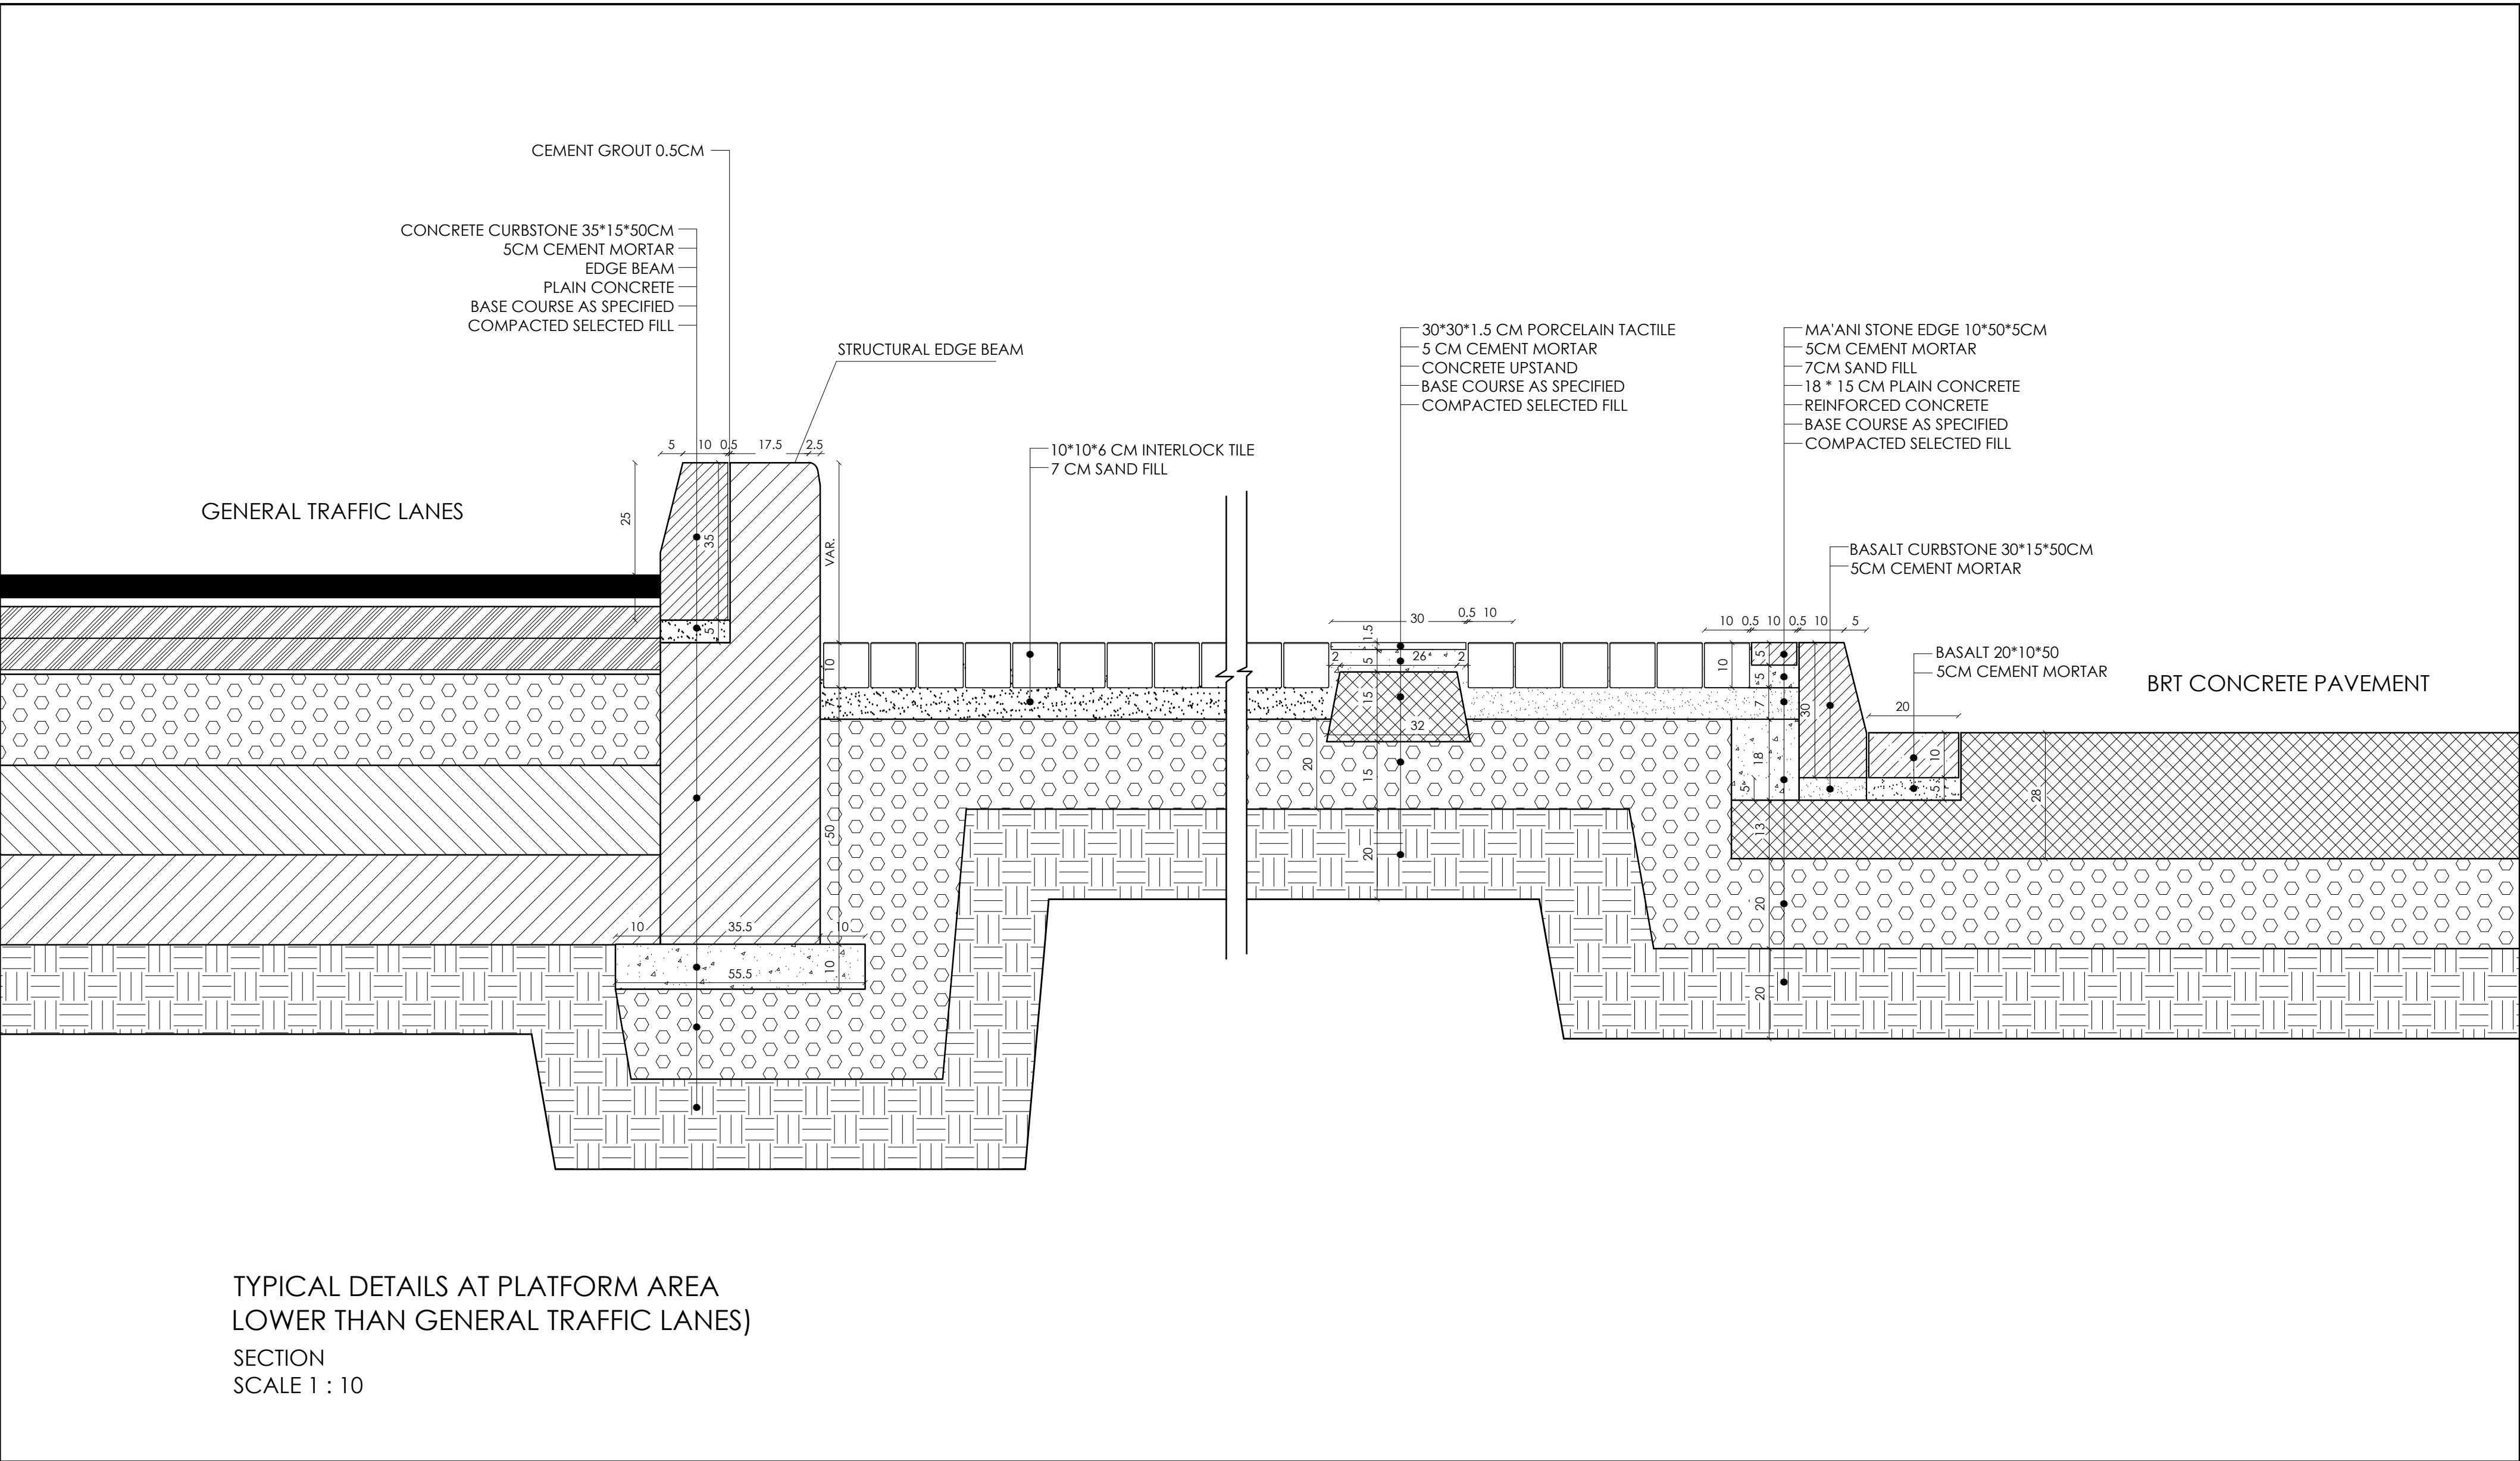 CEMENT GROUT 0.5CM
CONCRETE CURBSTONE 35*15*50CM
5CM CEMENT MORTAR
EDGE BEAM
PLAIN CONCRETE
BASE COURSE AS SPECIFIED
COMPACTED SELECTED FILL
STRUCTURAL EDGE BEAM
30*30*1.5 CM PORCELAIN TACTILE
5 CM CEMENT MORTAR
CONCRETE UPSTAND
BASE COURSE AS SPECIFIED
COMPACTED SELECTED FILL
MA'ANI STONE EDGE 10*50*5CM
5CM CEMENT MORTAR
7CM SAND FILL
18 * 15 CM PLAIN CONCRETE
REINFORCED CONCRETE
BASE COURSE AS SPECIFIED
COMPACTED SELECTED FILL
5 10 0.5 17.5 2.5
10*10*6 CM INTERLOCK TILE
7 CM SAND FILL
GENERAL TRAFFIC LANES
25
35
5
VAR.
10
7
50
BASALT CURBSTONE 30*15*50CM
5CM CEMENT MORTAR
30 0.5 10
1.5
2 5 26 2
15
32
20
15
20
10 0.5 10 0.5 10 5
10
5
5
7
30
18
5
13
20
20
BASALT 20*10*50
5CM CEMENT MORTAR
20
10
5
28
BRT CONCRETE PAVEMENT
10 35.5 10
55.5
10
TYPICAL DETAILS AT PLATFORM AREA
LOWER THAN GENERAL TRAFFIC LANES)
SECTION
SCALE 1 : 10